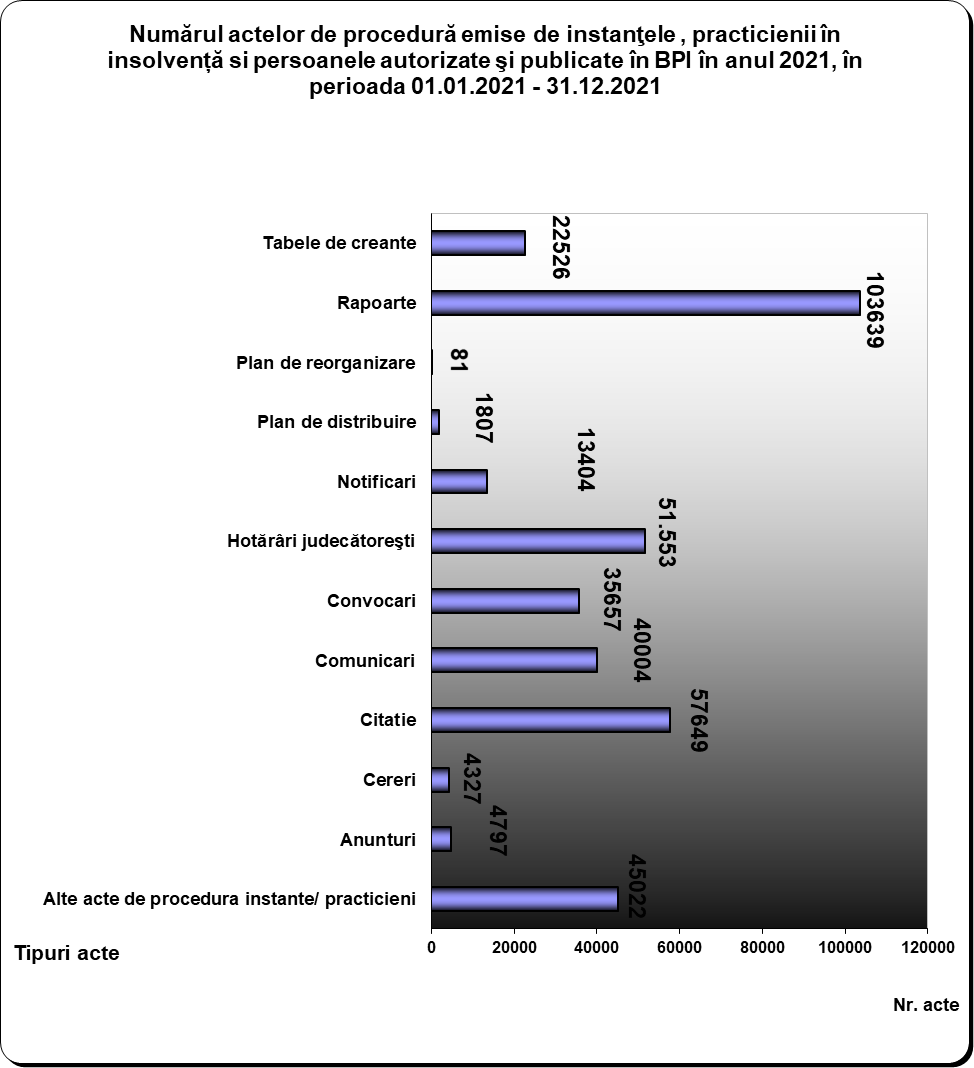 Numărul actelor de procedură emise de instanţele , practicienii în
insolvență si persoanele autorizate şi publicate în BPI în anul 2021, în
perioada 01.01.2021 - 31.12.2021
Tabele de creante
22526
Rapoarte
103639
Plan de reorganizare
81
Plan de distribuire
1807
Notificari
13404
Hotărâri judecătoreşti
51.553
Convocari
35657
Comunicari
40004
Citatie
57649
Cereri
4327
Anunturi
4797
Alte acte de procedura instante/ practicieni
45022
0 20000 40000 60000 80000 100000 120000
Tipuri acte
Nr. acte